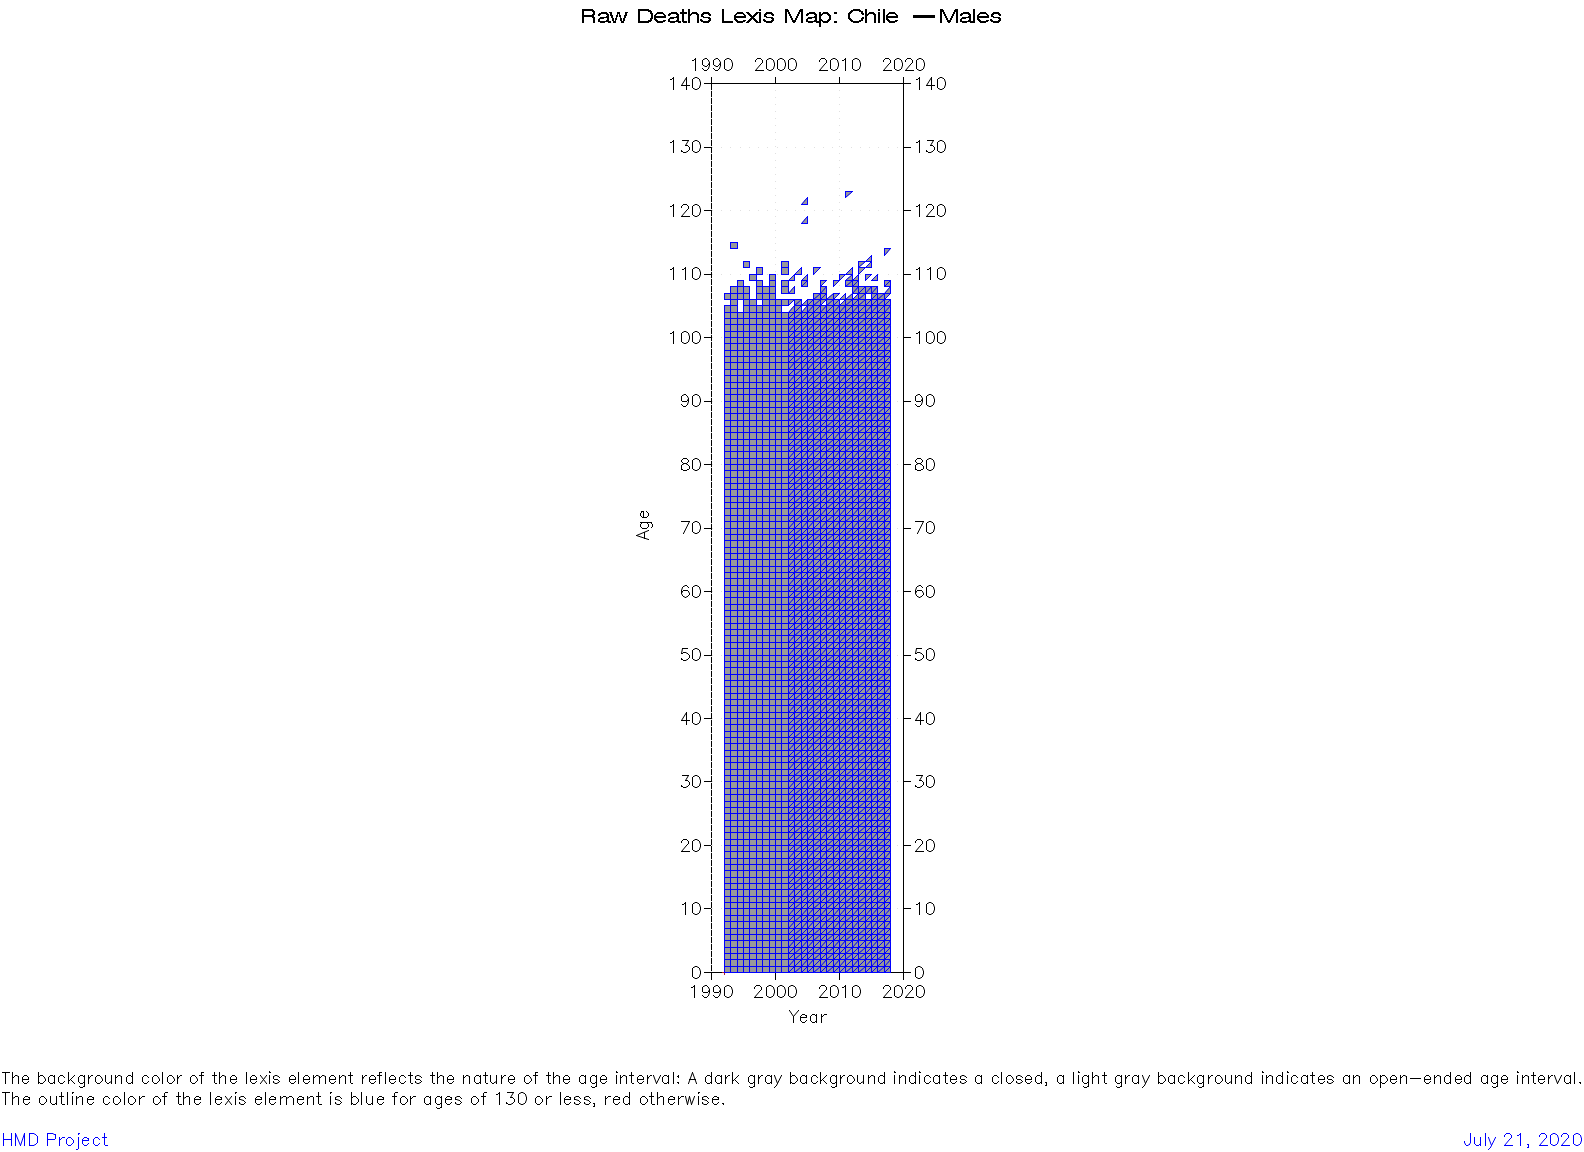 Raw Deaths Lexis Map: Chile —Males
1990 2000 2010 2020
140 140
130 130
120 120
110 110
100 100
90 90
80 80
70 70
60 60
Age
50 50
40 40
30 30
20 20
10 10
0 0
1990 2000 2010 2020
Year
The background color of the lexis element reflects the nature of the age interval: A dark gray background indicates a closed, a light gray background indicates an open–ended age interval.
The outline color of the lexis element is blue for ages of 130 or less, red otherwise.
HMD Project July 21, 2020